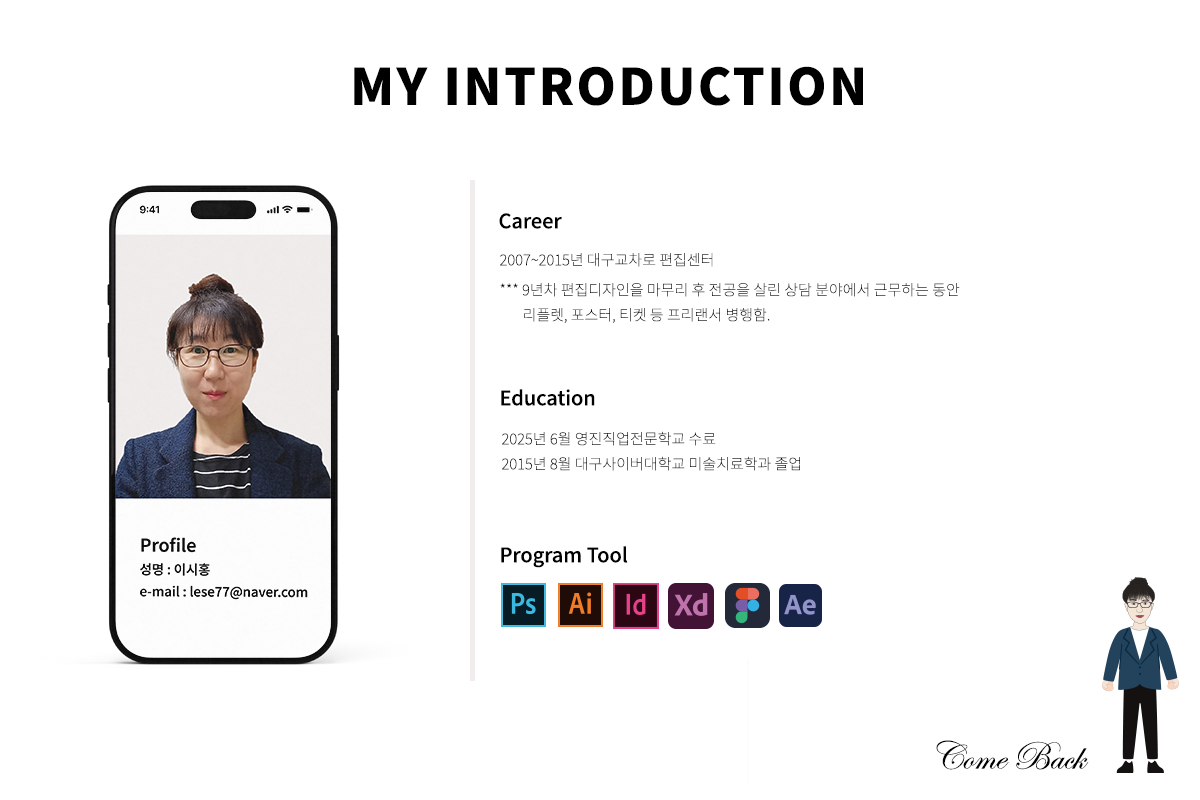 MY INTRODUCTION
9:41
Profile
성명 : 이시홍
e-mail : lese77@naver.com
Career
2007~2015년 대구교차로 편집센터
*** 9년차 편집디자인을 마무리 후 전공을 살린 상담 분야에서 근무하는 동안
리플렛, 포스터, 티켓 등 프리랜서 병행함.
Education
2025년 6월 영진직업전문학교 수료
2015년 8월 대구사이버대학교 미술치료학과 졸업
Program Tool
Ps Ai Id Xd Ae
Come Back